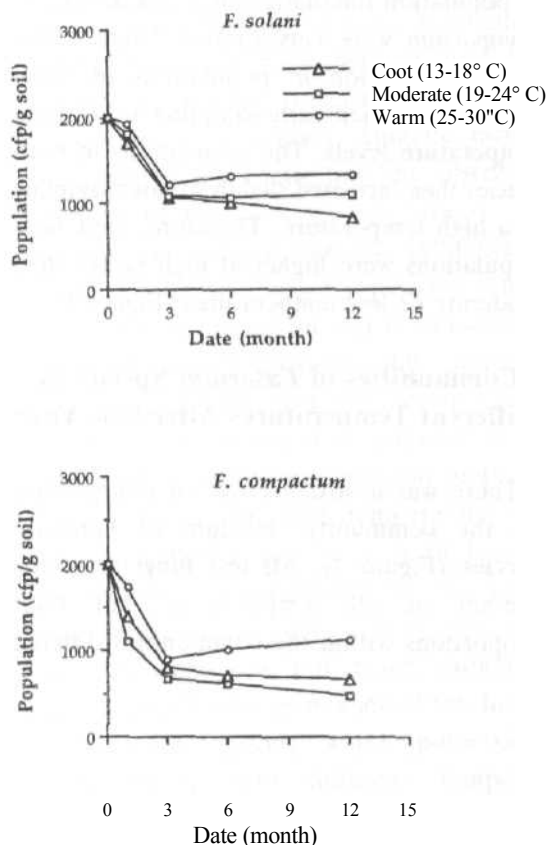 F. solani
3000
2000
1000
0
Population (cfp/g soil)
Coot (13-18° C)
Moderate (19-24° C)
Warm (25-30"C)
0 3 6 9 12 15
Date (month)
F. compactum
3000
2000
1000
0
Population (cfp/g soil)
0 3 6 9 12 15
Date (month)